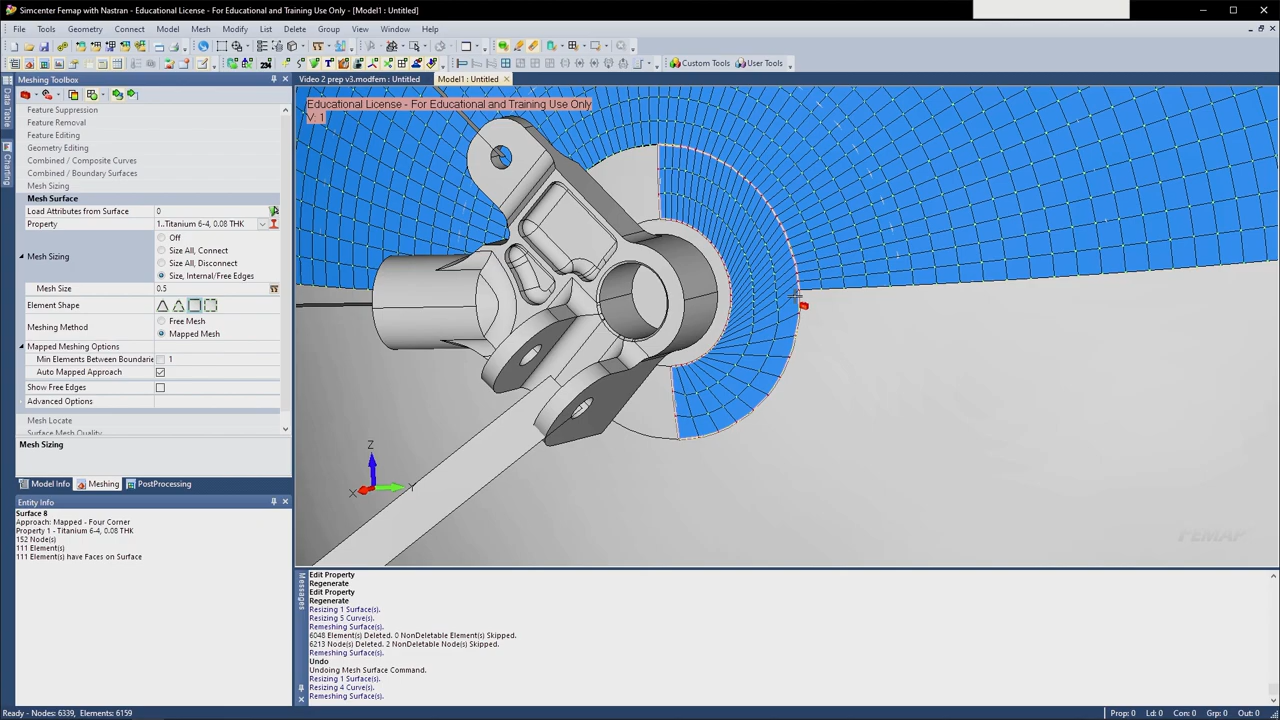 Simcenter Femap with Nastran - Educational License - For Educational and Training Use Only - [Model1 : Untitled]
File Tools Geometry Connect Model Mesh Modify List Delete Group View Window Help
Custom Tools User Tools
Meshing Toolbox
Video 2 prep v3.modfem : Untitled Model1 : Untitled
Data Table
Charting
Educational License - For Educational and Training Use Only
V: 1
Feature Suppression
Feature Removal
Feature Editing
Geometry Editing
Combined / Composite Curves
Combined / Boundary Surfaces
Mesh Sizing
Mesh Surface
Load Attributes from Surface 0
Property 1..Titanium 6-4, 0.08 THK
Off
Size All, Connect
Mesh Sizing
Size All, Disconnect
Size, Internal/Free Edges
Mesh Size 0.5
Element Shape
Free Mesh
Meshing Method
Mapped Mesh
Mapped Meshing Options
Min Elements Between Boundarie 1
Auto Mapped Approach
Show Free Edges
Advanced Options
Mesh Locate
Surface Mesh Quality
Mesh Sizing
Z
X
Y
FEMAP
Model Info Meshing PostProcessing
Entity Info
Surface 8
Approach: Mapped - Four Corner
Property 1 - Titanium 6-4, 0.08 THK
152 Node(s)
111 Element(s)
111 Element(s) have Faces on Surface
Messages
Edit Property
Regenerate
Edit Property
Regenerate
Resizing 1 Surface(s).
Resizing 5 Curve(s).
Remeshing Surface(s).
6048 Element(s) Deleted. 0 NonDeletable Element(s) Skipped.
6213 Node(s) Deleted. 2 NonDeletable Node(s) Skipped.
Remeshing Surface(s).
Undo
Undoing Mesh Surface Command.
Resizing 1 Surface(s).
Resizing 4 Curve(s).
Remeshing Surface(s).
Ready - Nodes: 6339, Elements: 6159
Prop: 0 Ld: 0 Con: 0 Grp: 0 Out: 0